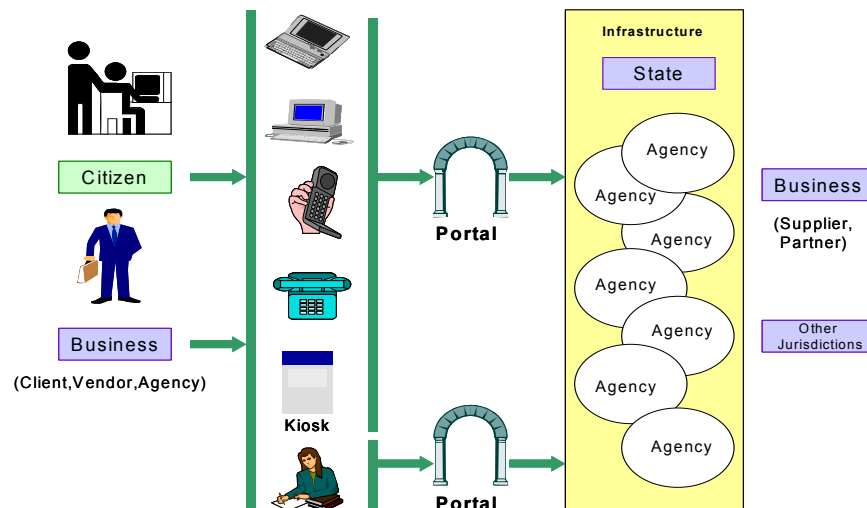 Infrastructure
State
Agency
Agency
Agency
Agency
Agency
Agency
Agency
Citizen
Business
(Client,Vendor,Agency)
Kiosk
Portal
Portal
Business
(Supplier,
Partner)
Other
Jurisdictions